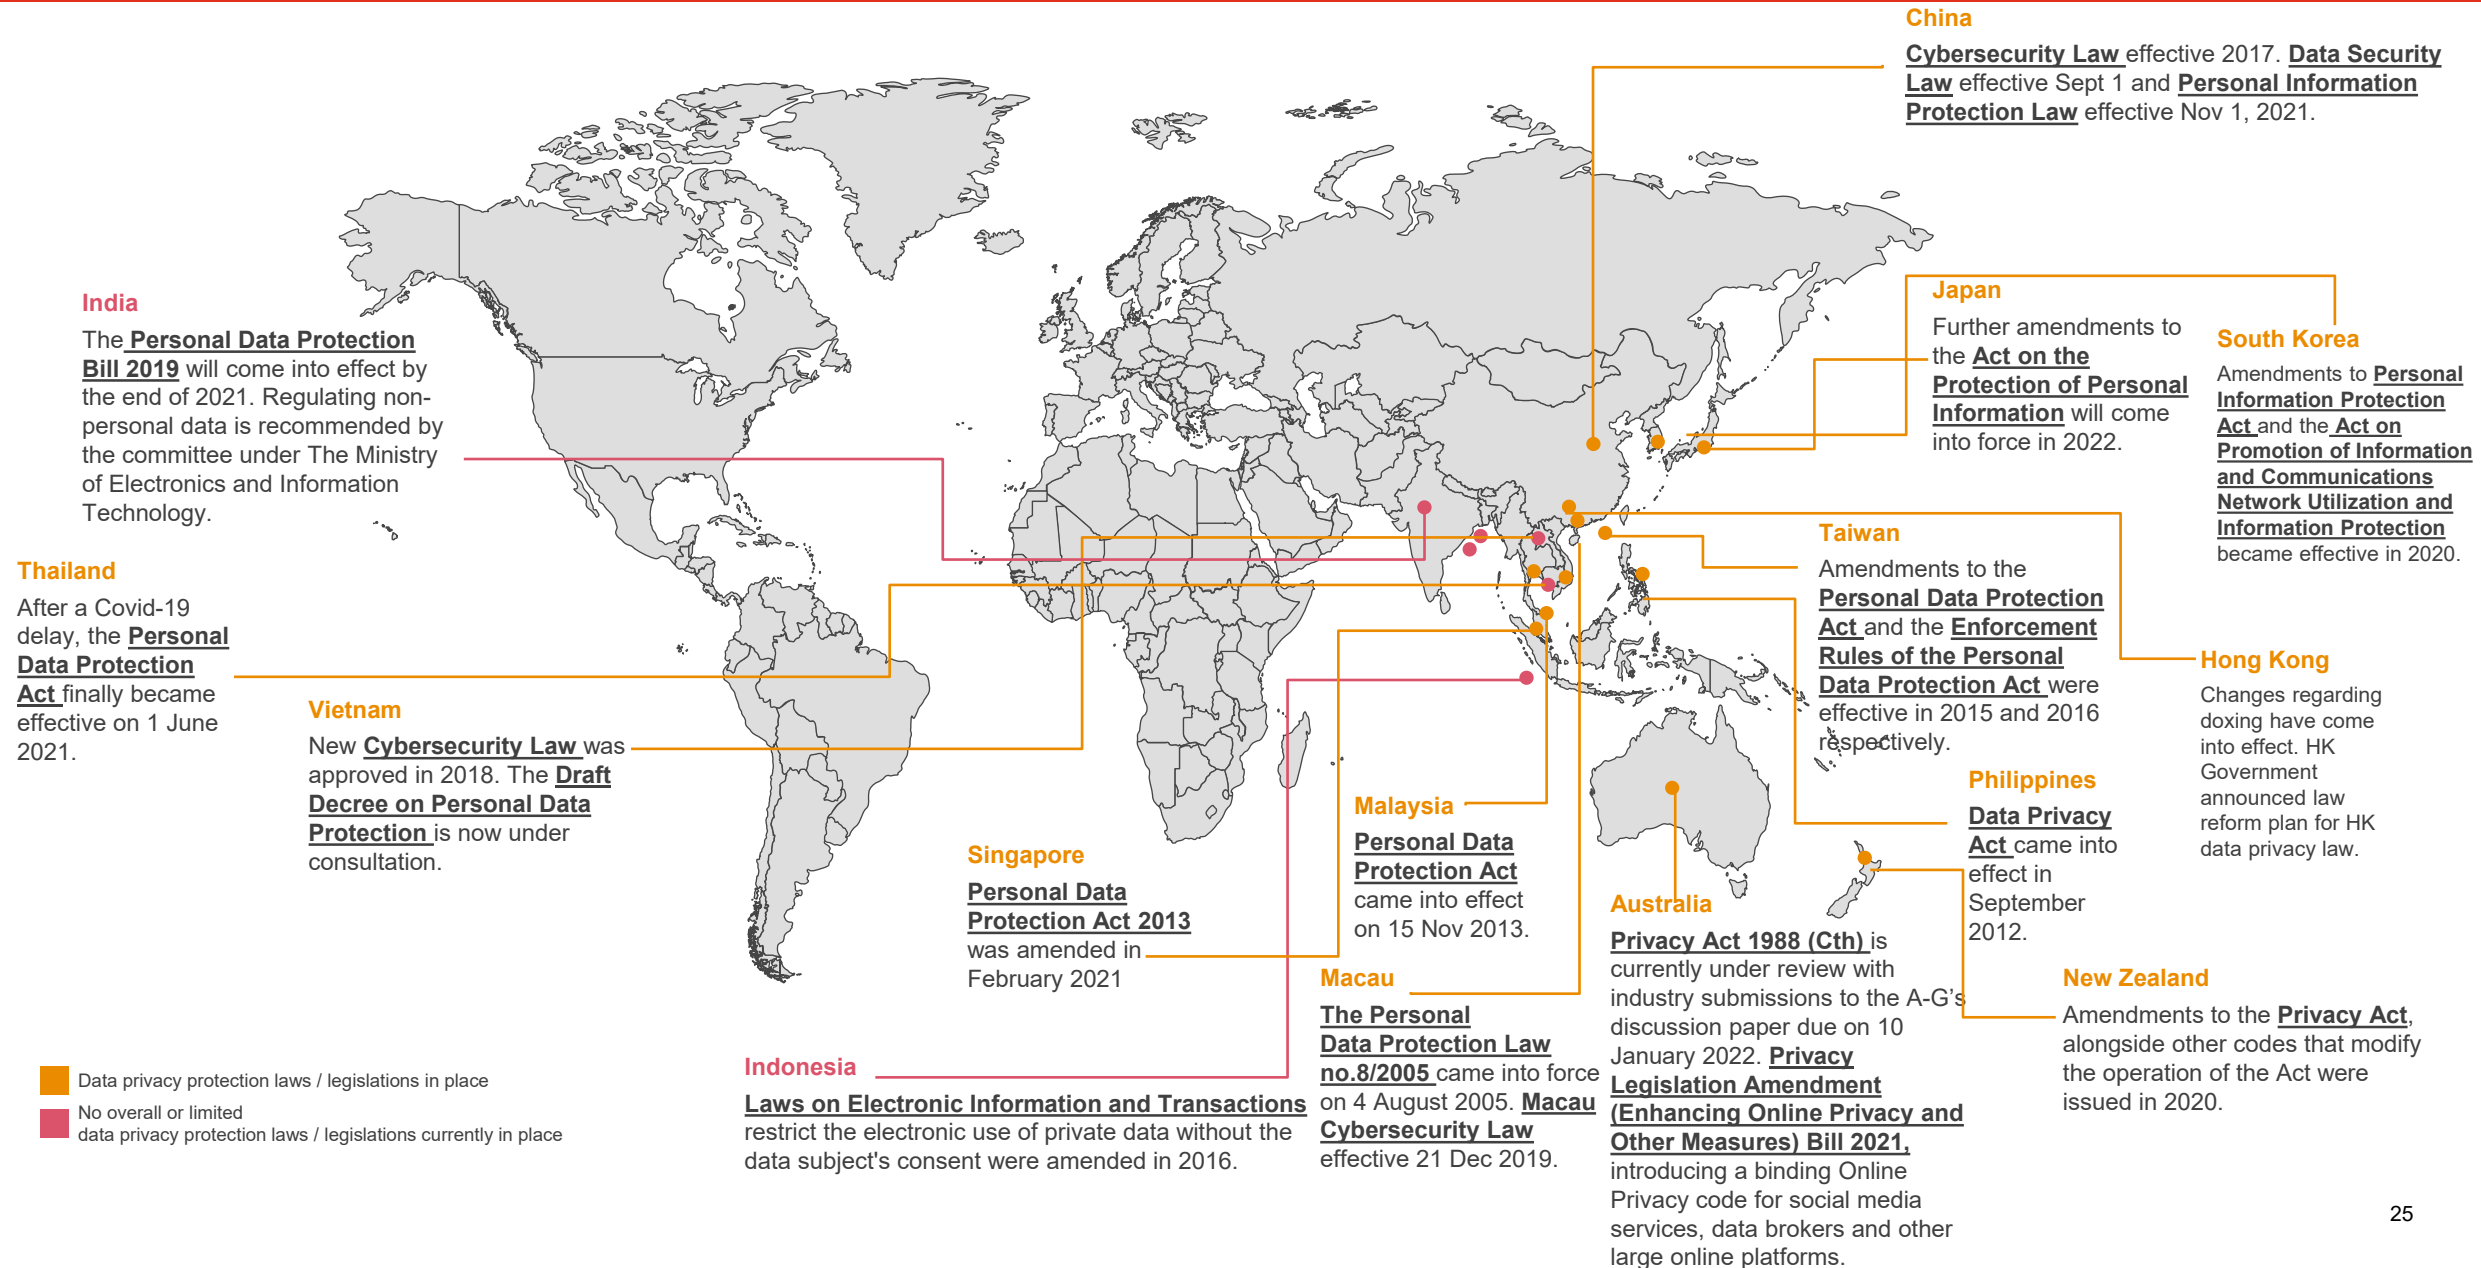 China
Cybersecurity Law effective 2017. Data Security
Law effective Sept 1 and Personal Information
Protection Law effective Nov 1, 2021.
India
The Personal Data Protection
Bill 2019 will come into effect by
the end of 2021. Regulating non-
personal data is recommended by
the committee under The Ministry
of Electronics and Information
Technology.
Japan
Further amendments to
the Act on the
Protection of Personal
Information will come
into force in 2022.
South Korea
Amendments to Personal
Information Protection
Act and the Act on
Promotion of Information
and Communications
Network Utilization and
Information Protection
became effective in 2020.
Thailand
After a Covid-19
delay, the Personal
Data Protection
Act finally became
effective on 1 June
2021.
Vietnam
New Cybersecurity Law was
approved in 2018. The Draft
Decree on Personal Data
Protection is now under
consultation.
Taiwan
Amendments to the
Personal Data Protection
Act and the Enforcement
Rules of the Personal
Data Protection Act were
effective in 2015 and 2016
respectively.
Hong Kong
Changes regarding
doxing have come
into effect. HK
Government
announced law
reform plan for HK
data privacy law.
Singapore
Personal Data
Protection Act 2013
was amended in
February 2021
Malaysia
Personal Data
Protection Act
came into effect
on 15 Nov 2013.
Philippines
Data Privacy
Act came into
effect in
September
2012.
Macau
The Personal
Data Protection Law
no.8/2005 came into force
on 4 August 2005. Macau
Cybersecurity Law
effective 21 Dec 2019.
Australia
Privacy Act 1988 (Cth) is
currently under review with
industry submissions to the A-G's
discussion paper due on 10
January 2022. Privacy
Legislation Amendment
(Enhancing Online Privacy and
Other Measures) Bill 2021,
introducing a binding Online
Privacy code for social media
services, data brokers and other
large online platforms.
New Zealand
Amendments to the Privacy Act,
alongside other codes that modify
the operation of the Act were
issued in 2020.
Indonesia
Laws on Electronic Information and Transactions
restrict the electronic use of private data without the
data subject's consent were amended in 2016.
Data privacy protection laws / legislations in place
No overall or limited
data privacy protection laws / legislations currently in place
25